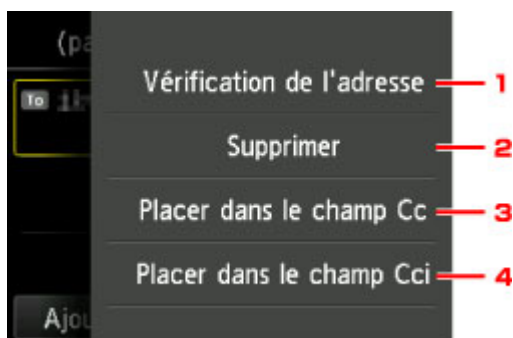 (pa
Vérification de l'adresse 1
To
Supprimer 2
Placer dans le champ Cc 3
Placer dans le champ Cci 4
Ajou